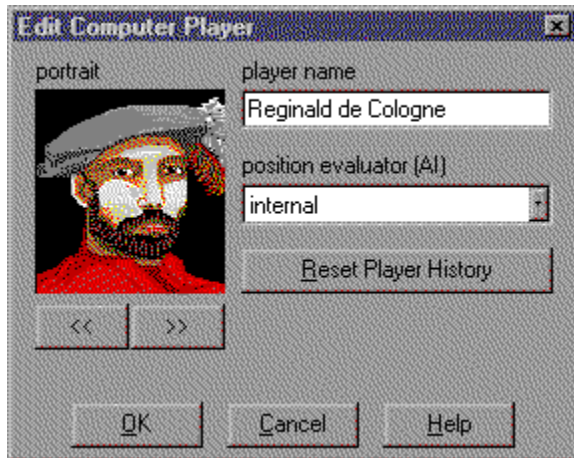 Edit Computer Player
portrait
player name
Reginald de Cologne
position evaluator (AI)
internal
Reset Player History
<< >>
OK Cancel Help